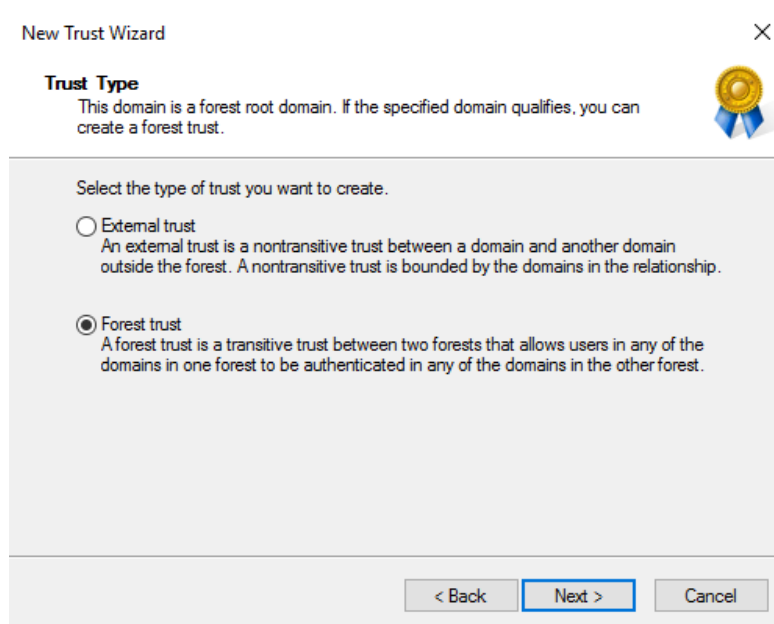 New Trust Wizard
Trust Type
This domain is a forest root domain. If the specified domain qualifies, you can
create a forest trust.
Select the type of trust you want to create.
External trust
An external trust is a nontransitive trust between a domain and another domain
outside the forest. A nontransitive trust is bounded by the domains in the relationship.
Forest trust
A forest trust is a transitive trust between two forests that allows users in any of the
domains in one forest to be authenticated in any of the domains in the other forest.
< Back
Next >
Cancel